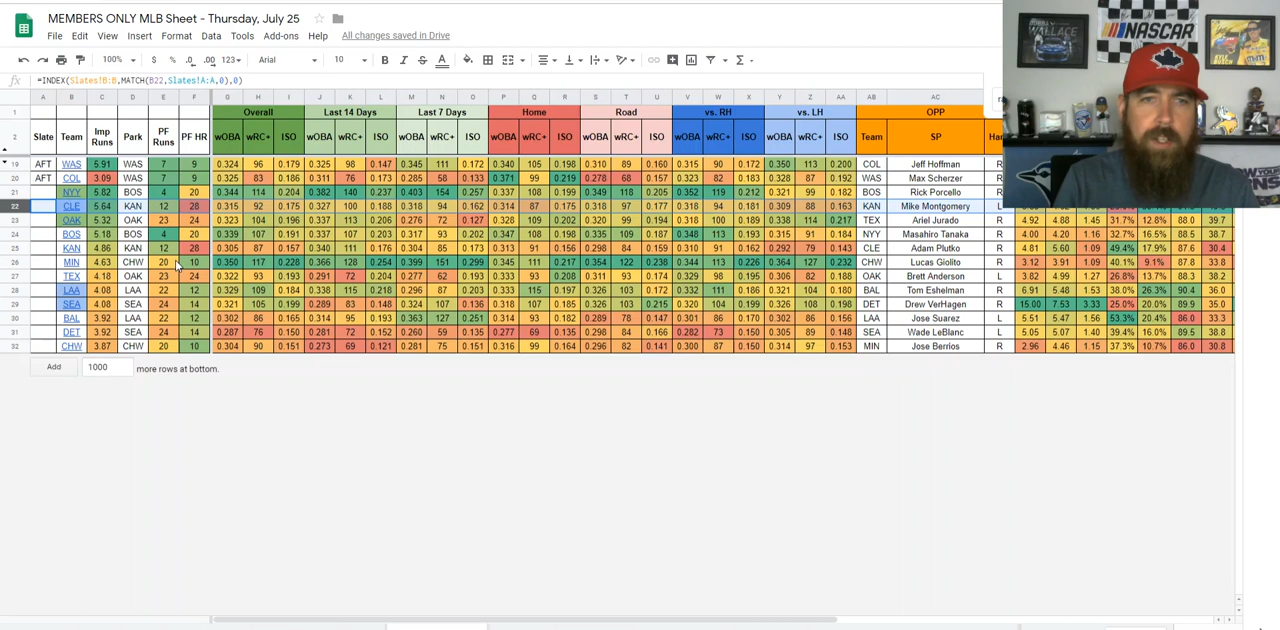 MEMBERS ONLY MLB Sheet - Thursday, July 25
File Edit View Insert Format Data Tools Add-ons Help All changes saved in Drive
100% $ % .0 .00 123 Arial 10 B I S A
fx =INDEX(Slates!B:B,MATCH(B22,Slates!A:A,0),0)
A B C D E F G H I J K L M N O P Q R S T U V W X Y Z AA AB AC
1 Overall Last 14 Days Last 7 Days Home Road vs. RH vs. LH OPP
2 Slate Team Imp Runs Park PF Runs PF HR wOBA wRC+ ISO wOBA wRC+ ISO wOBA wRC+ ISO wOBA wRC+ ISO wOBA wRC+ ISO wOBA wRC+ ISO wOBA wRC+ ISO Team SP
19 AFT WAS 5.91 WAS 7 9 0.324 96 0.179 0.325 98 0.147 0.345 111 0.172 0.340 105 0.198 0.310 89 0.160 0.315 90 0.172 0.350 113 0.200 COL Jeff Hoffman R
20 AFT COL 3.09 WAS 7 9 0.325 83 0.186 0.311 76 0.173 0.285 58 0.133 0.371 99 0.219 0.278 68 0.157 0.323 82 0.183 0.328 87 0.192 WAS Max Scherzer R
21 NYY 5.82 BOS 4 20 0.344 114 0.204 0.382 140 0.237 0.403 154 0.257 0.337 108 0.199 0.349 118 0.205 0.352 119 0.212 0.321 99 0.182 BOS Rick Porcello R
22 CLE 5.64 KAN 12 28 0.315 92 0.175 0.327 100 0.188 0.318 94 0.162 0.314 87 0.175 0.318 97 0.177 0.318 94 0.181 0.309 88 0.163 KAN Mike Montgomery L
23 OAK 5.32 OAK 23 24 0.323 104 0.196 0.337 113 0.206 0.276 72 0.127 0.328 109 0.202 0.320 99 0.194 0.318 100 0.189 0.338 114 0.217 TEX Ariel Jurado R 4.92 4.88 1.45 31.7% 12.8% 88.0 39.7
24 BOS 5.18 BOS 4 20 0.339 107 0.191 0.337 107 0.203 0.317 93 0.202 0.347 108 0.198 0.335 109 0.187 0.348 113 0.193 0.315 91 0.184 NYY Masahiro Tanaka R 4.00 4.20 1.16 32.7% 16.5% 88.5 38.7
25 KAN 4.86 KAN 12 28 0.305 87 0.157 0.340 111 0.176 0.304 85 0.173 0.313 91 0.156 0.298 84 0.159 0.310 91 0.162 0.292 79 0.143 CLE Adam Plutko R 4.81 5.60 1.09 49.4% 17.9% 87.6 30.4
26 MIN 4.63 CHW 20 10 0.350 117 0.228 0.366 128 0.254 0.399 151 0.299 0.345 111 0.217 0.354 122 0.238 0.344 113 0.226 0.364 127 0.232 CHW Lucas Giolito R 3.12 3.91 1.09 40.1% 9.1% 87.8 33.8
27 TEX 4.18 OAK 23 24 0.322 93 0.193 0.291 72 0.204 0.277 62 0.193 0.333 93 0.208 0.311 93 0.174 0.329 98 0.195 0.306 81 0.187 OAK Brett Anderson L 3.82 4.99 1.27 26.8% 13.7% 88.3 38.2
28 LAA 4.08 LAA 22 12 0.329 109 0.184 0.338 115 0.218 0.296 87 0.203 0.338 115 0.197 0.326 103 0.172 0.332 111 0.186 0.321 104 0.180 BAL Tom Eshelman R 6.91 5.48 1.53 38.0% 26.3% 90.4 36.0
29 SEA 4.08 SEA 24 14 0.321 105 0.199 0.289 83 0.148 0.324 107 0.136 0.318 107 0.185 0.326 103 0.215 0.320 104 0.199 0.326 108 0.198 DET Drew VerHagen R 15.00 7.53 3.33 25.0% 20.0% 89.9 35.0
30 BAL 3.92 LAA 22 12 0.302 86 0.165 0.314 95 0.193 0.363 127 0.251 0.314 93 0.182 0.289 78 0.147 0.301 87 0.170 0.302 86 0.156 LAA Jose Suarez L 5.51 5.47 1.56 53.3% 20.4% 86.0 33.3
31 DET 3.92 SEA 24 14 0.287 76 0.150 0.281 72 0.152 0.260 59 0.135 0.277 69 0.135 0.298 84 0.166 0.282 73 0.150 0.305 89 0.148 SEA Wade LeBlanc L 5.05 5.07 1.40 39.4% 16.0% 89.5 38.8
32 CHW 3.87 CHW 20 10 0.304 90 0.151 0.273 69 0.121 0.281 75 0.151 0.316 99 0.164 0.296 82 0.141 0.300 87 0.150 0.314 97 0.153 MIN Jose Berrios R 2.96 4.46 1.15 37.3% 10.7% 86.0 30.8
Add 1000 more rows at bottom.
WALLACE
NASCAR